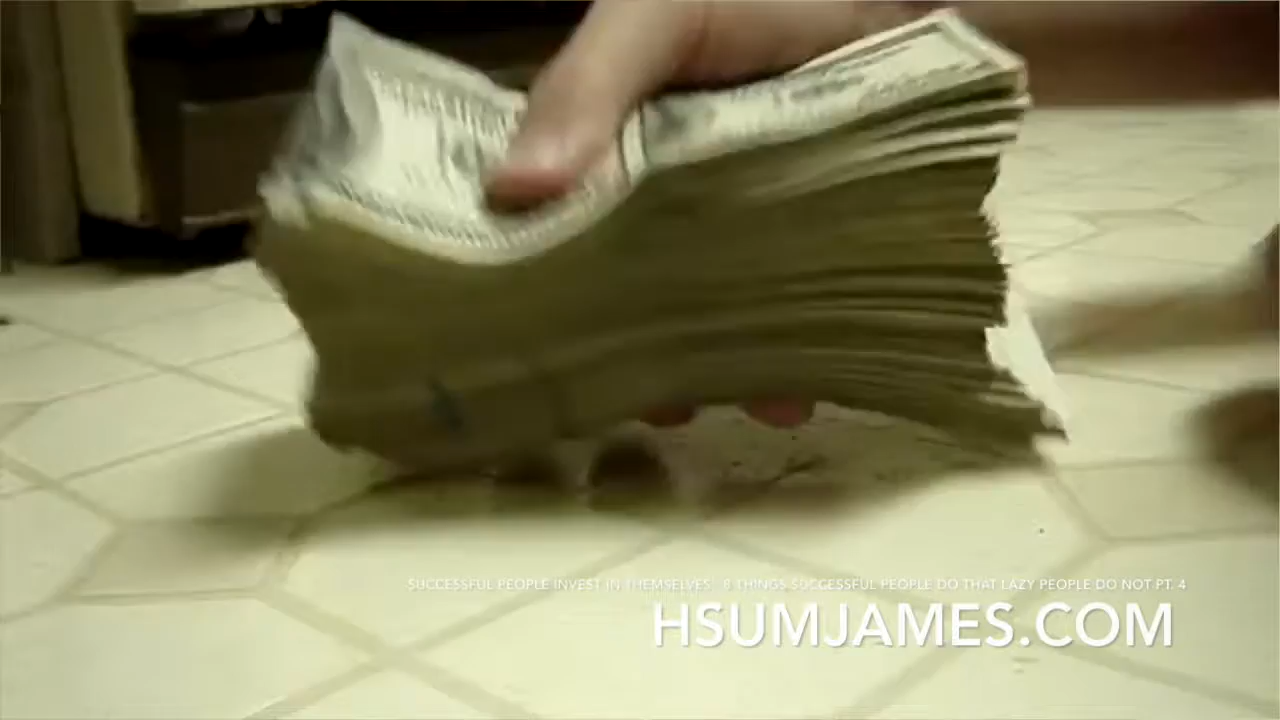 SUCCESSFUL PEOPLE INVEST IN THEMSELVES! 8 THINGS SUCCESSFUL PEOPLE DO THAT LAZY PEOPLE DO NOT PT. 4
HSUMJAMES.COM